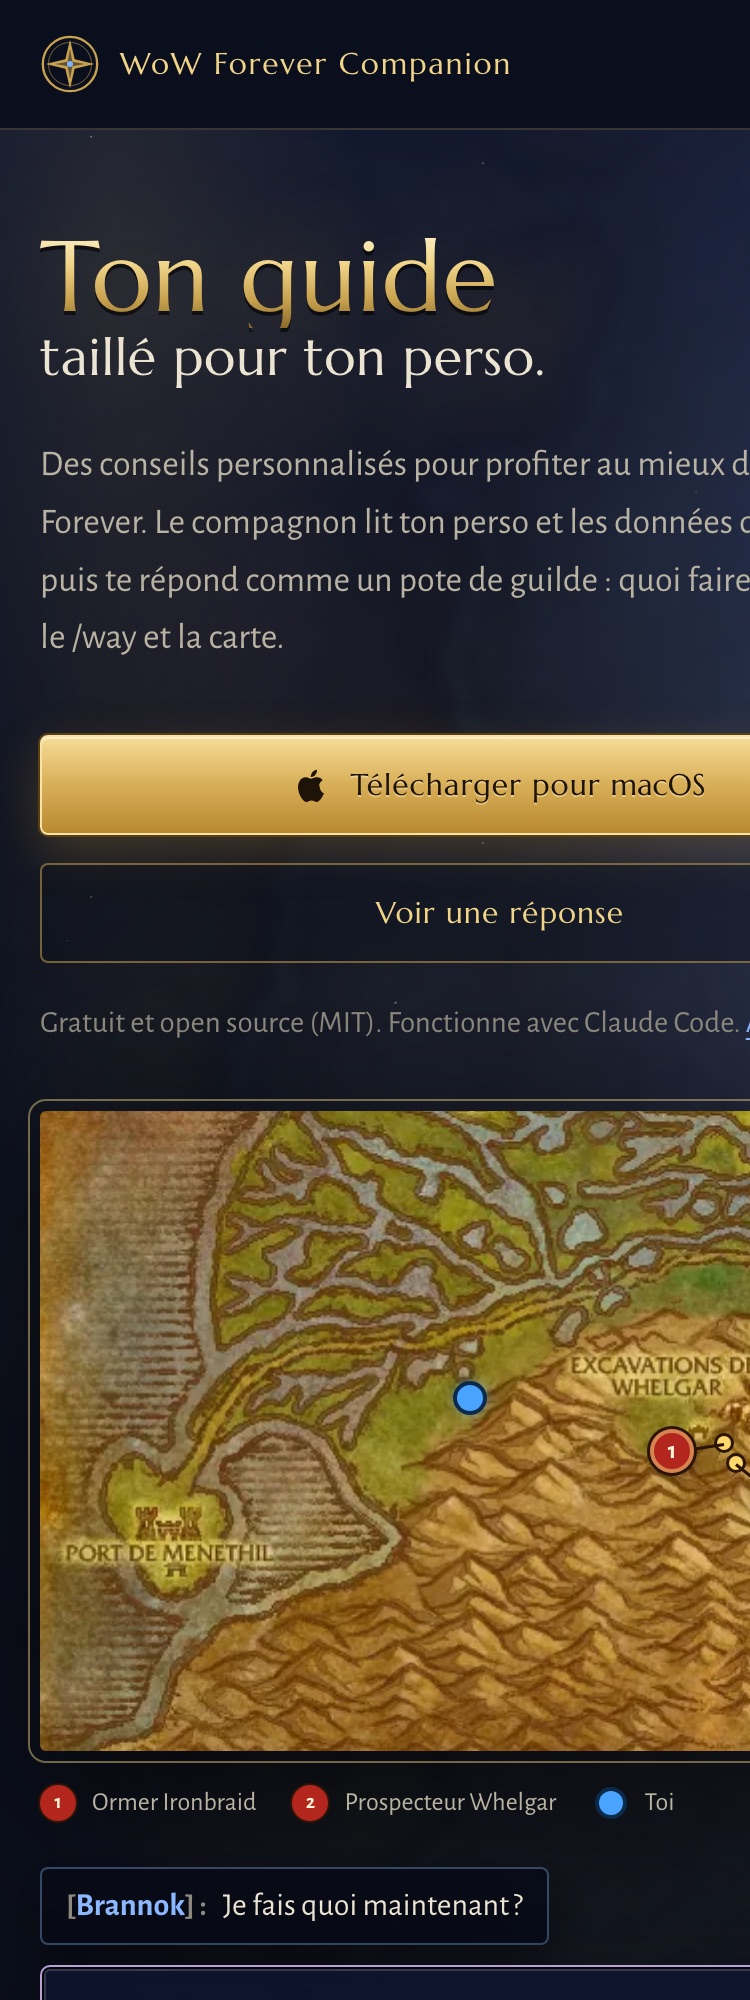 WoW Forever Companion
Ton guide
taillé pour ton perso.
Des conseils personnalisés pour profiter au mieux d
Forever. Le compagnon lit ton perso et les données
puis te répond comme un pote de guilde : quoi faire
le /way et la carte.
Télécharger pour macOS
Voir une réponse
Gratuit et open source (MIT). Fonctionne avec Claude Code.
EXCAVATIONS DE
WHELGAR
1
PORT DE MENETHIL
1 Ormer Ironbraid 2 Prospecteur Whelgar Toi
[Brannok] : Je fais quoi maintenant ?